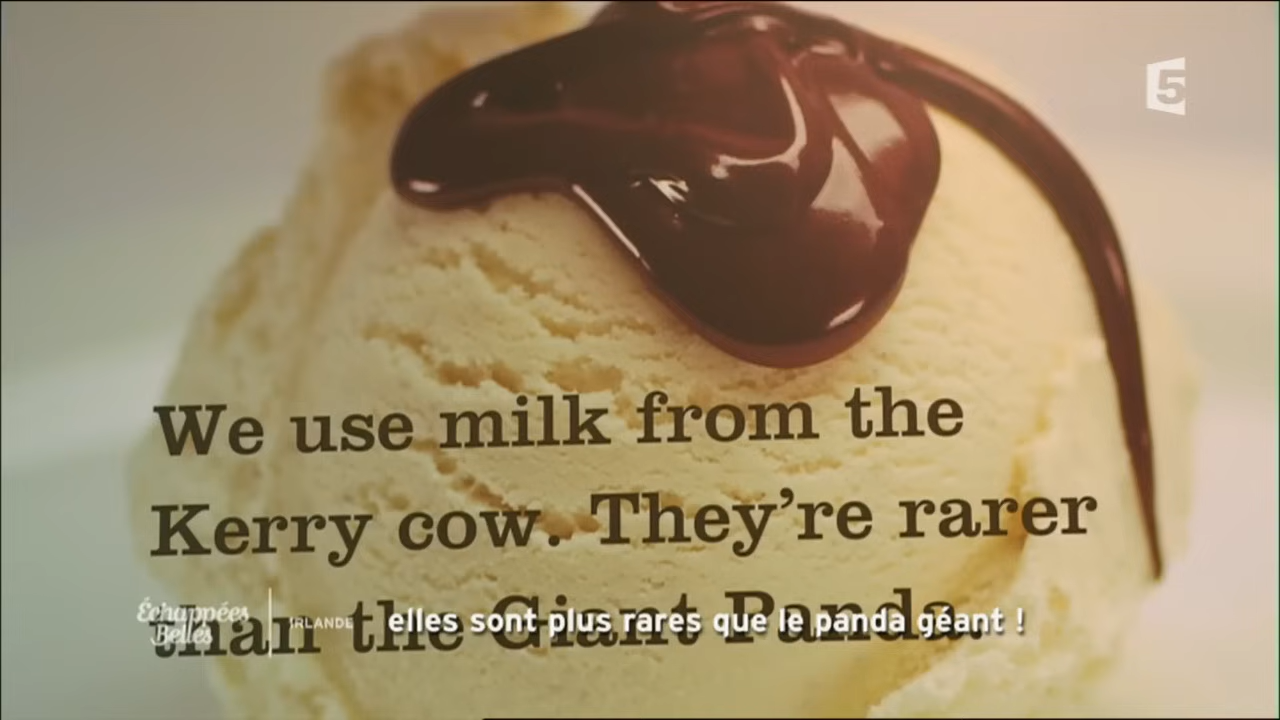 5
We use milk from the
Kerry cow. They're rarer
than the Giant Panda.
Échappées
Belles
IRLANDE
elles sont plus rares que le panda géant !